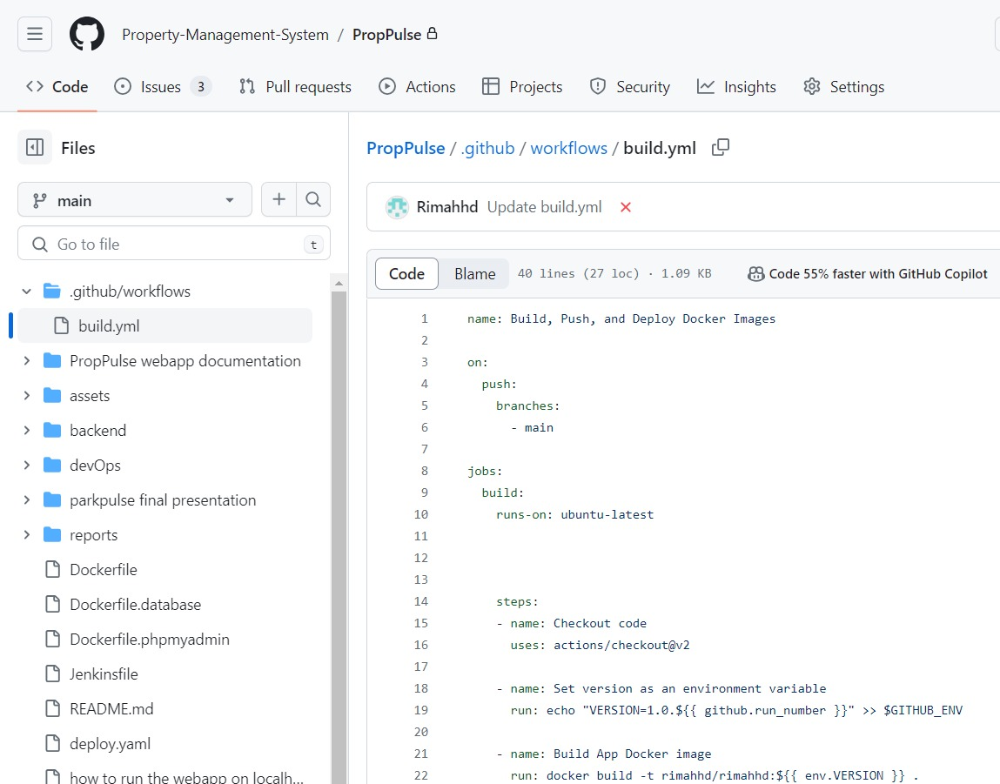 Property-Management-System / PropPulse
Code Issues 3 Pull requests Actions Projects Security Insights Settings
Files
main
Go to file t
.github/workflows
build.yml
PropPulse webapp documentation
assets
backend
devOps
parkpulse final presentation
reports
Dockerfile
Dockerfile.database
Dockerfile.phpmyadmin
Jenkinsfile
README.md
deploy.yaml
how to run the webapp on localh...
PropPulse / .github / workflows / build.yml
Rimahhd Update build.yml
Code Blame 40 lines (27 loc) · 1.09 KB Code 55% faster with GitHub Copilot
1 name: Build, Push, and Deploy Docker Images
2
3 on:
4 push:
5 branches:
6 - main
7
8 jobs:
9 build:
10 runs-on: ubuntu-latest
11
12
13
14 steps:
15 - name: Checkout code
16 uses: actions/checkout@v2
17
18 - name: Set version as an environment variable
19 run: echo "VERSION=1.0.${{ github.run_number }}" >> $GITHUB_ENV
20
21 - name: Build App Docker image
22 run: docker build -t rimahhd/rimahhd:${{ env.VERSION }} .